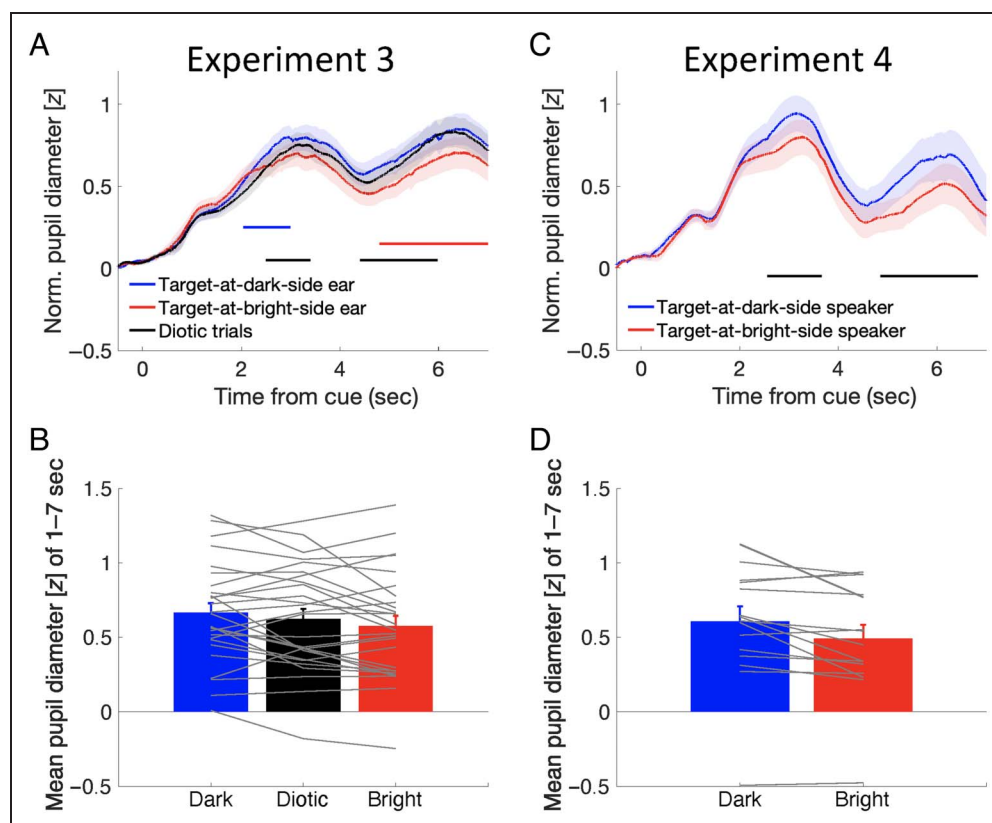 A
Experiment 3
Norm. pupil diameter [z]
1
0.5
0
−0.5
Target-at-dark-side ear
Target-at-bright-side ear
Diotic trials
0 2 4 6
Time from cue (sec)
C
Experiment 4
Norm. pupil diameter [z]
1
0.5
0
−0.5
Target-at-dark-side speaker
Target-at-bright-side speaker
0 2 4 6
Time from cue (sec)
B
Mean pupil diameter [z] of 1–7 sec
1.5
1
0.5
0
−0.5
Dark Diotic Bright
D
Mean pupil diameter [z] of 1–7 sec
1.5
1
0.5
0
−0.5
Dark Bright